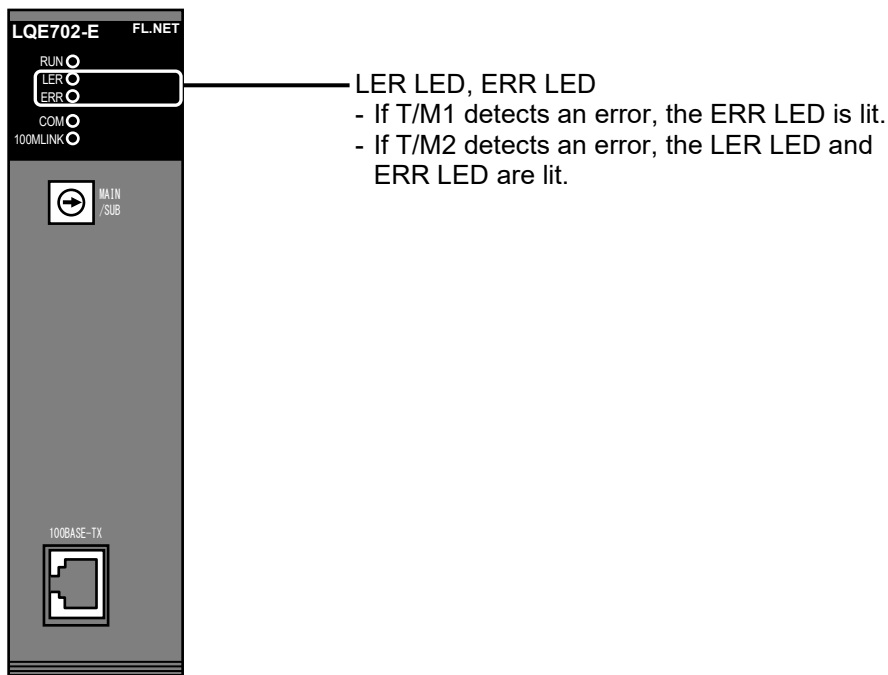 LQE702-E FL.NET
RUN
LER
ERR
COM
100MLINK
LER LED, ERR LED
- If T/M1 detects an error, the ERR LED is lit.
- If T/M2 detects an error, the LER LED and
ERR LED are lit.
MAIN
/SUB
100BASE-TX